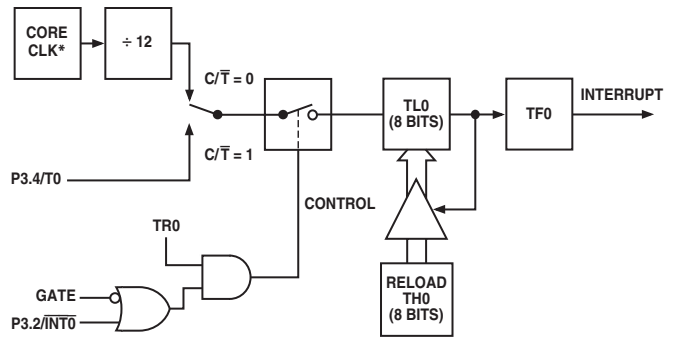 CORE
CLK*
÷ 12
C/T̅ = 0
TL0
(8 BITS)
TF0
INTERRUPT
C/T̅ = 1
P3.4/T0
CONTROL
TR0
GATE
P3.2/I̅N̅T̅0̅
RELOAD
TH0
(8 BITS)